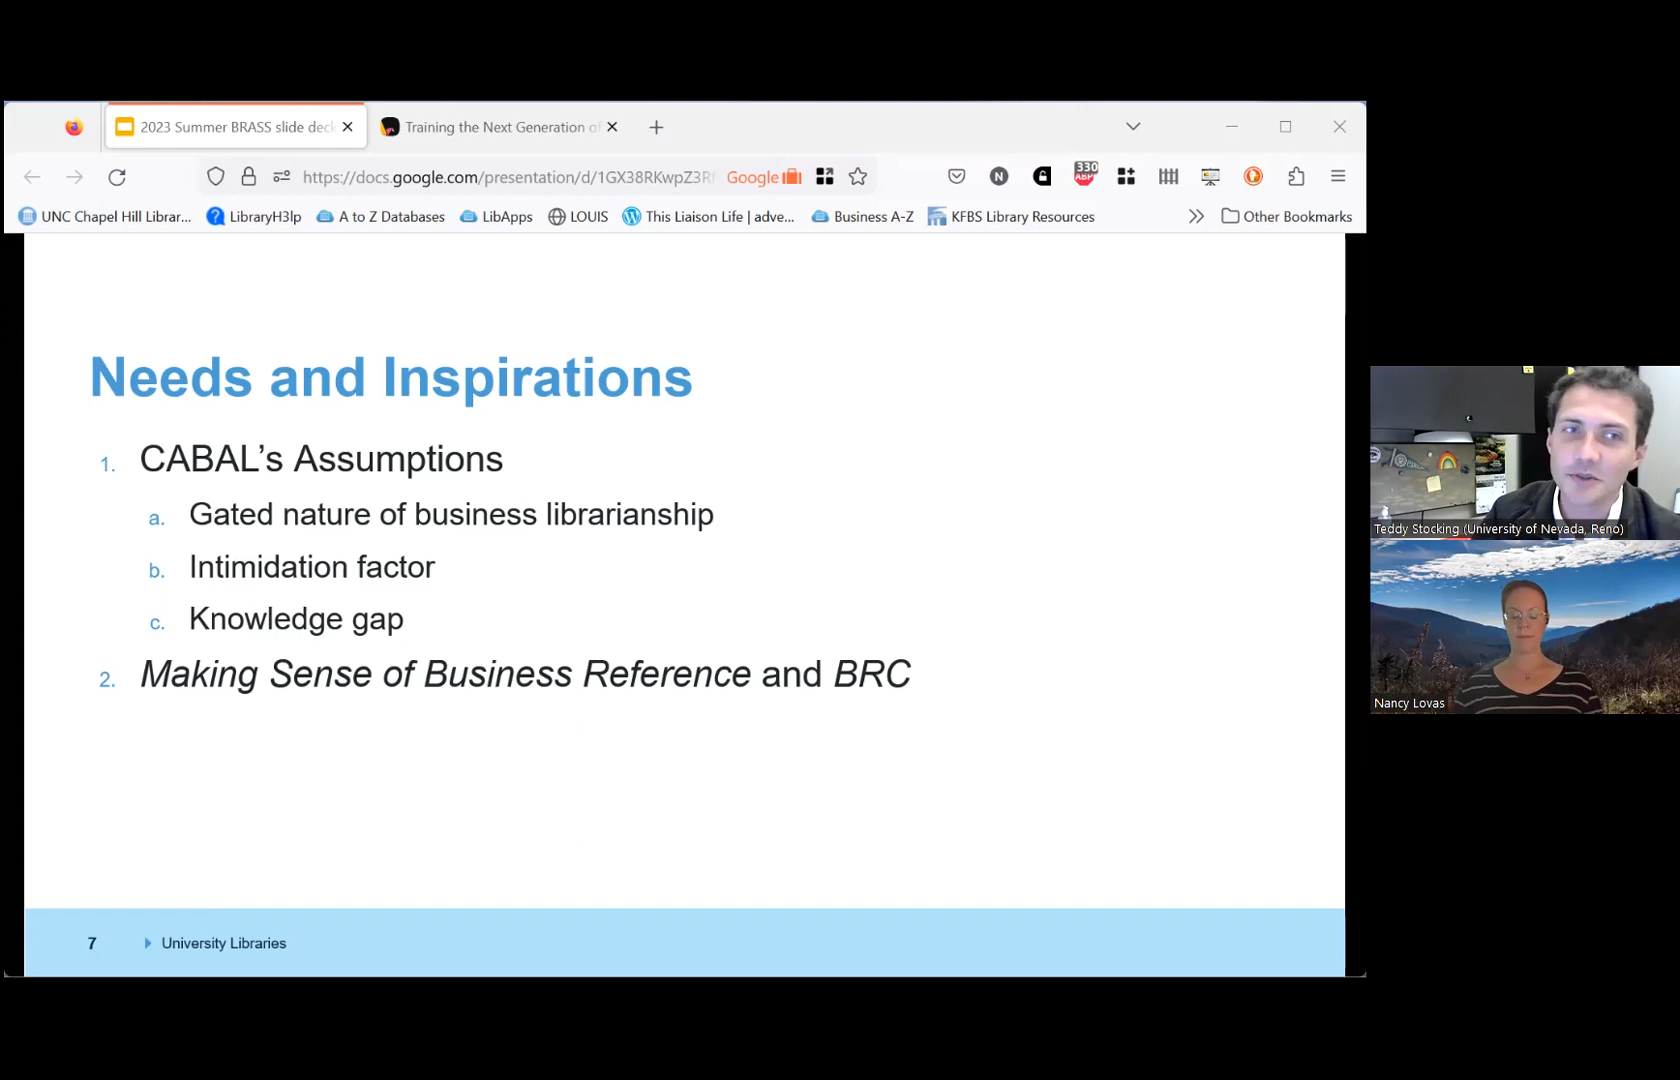 2023 Summer BRASS slide deck
Training the Next Generation of
https://docs.google.com/presentation/d/1GX38RKwpZ3Rf
Google
N
330
ABP
UNC Chapel Hill Librar...
LibraryH3lp
A to Z Databases
LibApps
LOUIS
This Liaison Life | adve...
Business A-Z
KFBS Library Resources
Other Bookmarks
Needs and Inspirations
1. CABAL's Assumptions
a. Gated nature of business librarianship
b. Intimidation factor
c. Knowledge gap
2. Making Sense of Business Reference and BRC
7 University Libraries
Teddy Stocking (University of Nevada, Reno)
Nancy Lovas